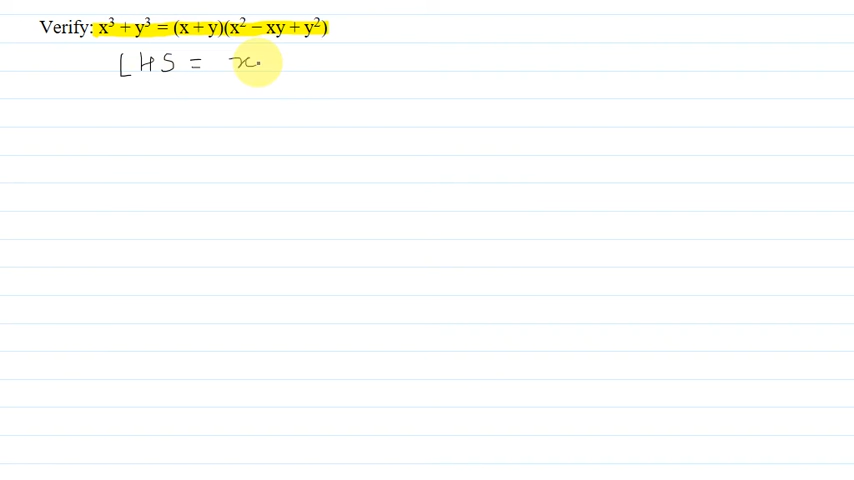 Verify: x³ + y³ = (x + y)(x² − xy + y²)
LHS = x